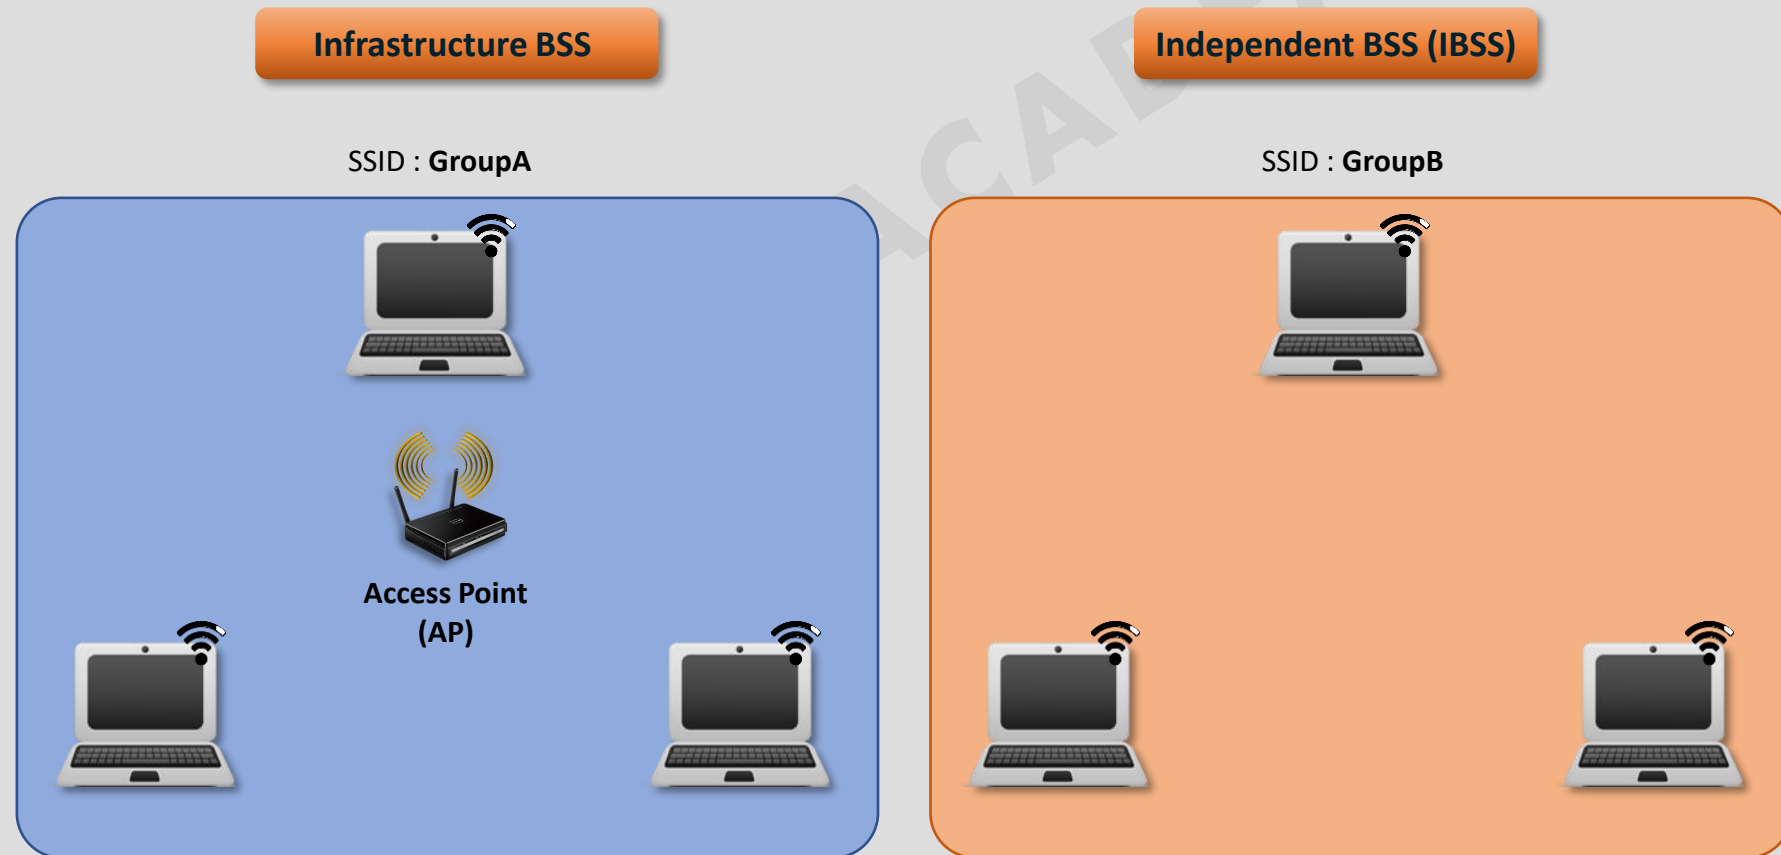 Infrastructure BSS
Independent BSS (IBSS)
SSID : GroupA
SSID : GroupB
Access Point
(AP)